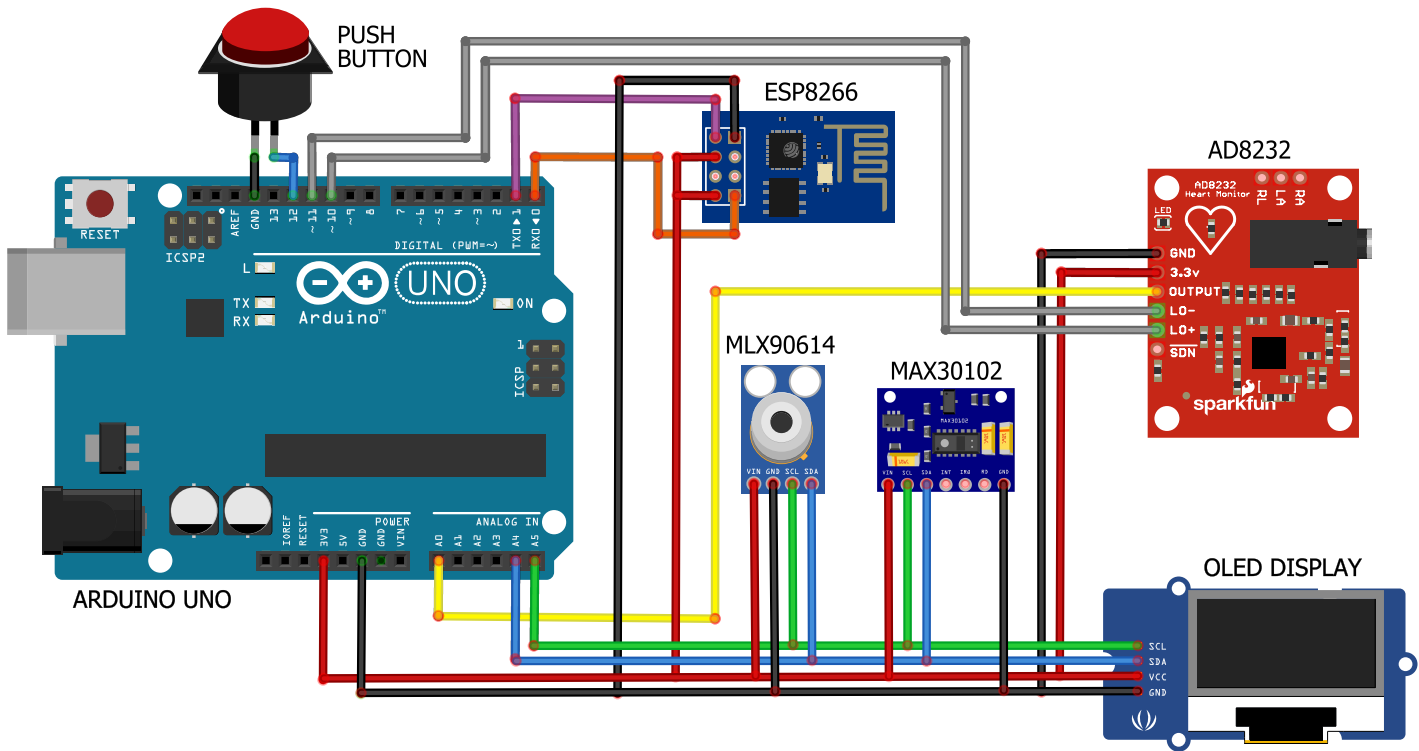 PUSH
BUTTON
ESP8266
AD8232
RESET
ICSP2
AREF
GND
13
12
~11
~10
~9
8
7
~6
~5
4
~3
2
TX0▶1
RX0◀0
DIGITAL (PWM=~)
L
TX
RX
UNO
Arduino™
ON
1
ICSP
IOREF
RESET
3V3
5V
GND
GND
VIN
POWER
ANALOG IN
A0
A1
A2
A3
A4
A5
ARDUINO UNO
MLX90614
VIN GND SCL SDA
MAX30102
MAX30102
VIN SCL SDA INT IRD RD GND
AD8232
Heart Monitor
RL
LA
RA
LED
GND
3.3v
OUTPUT
LO-
LO+
SDN
sparkfun
OLED DISPLAY
SCL
SDA
VCC
GND